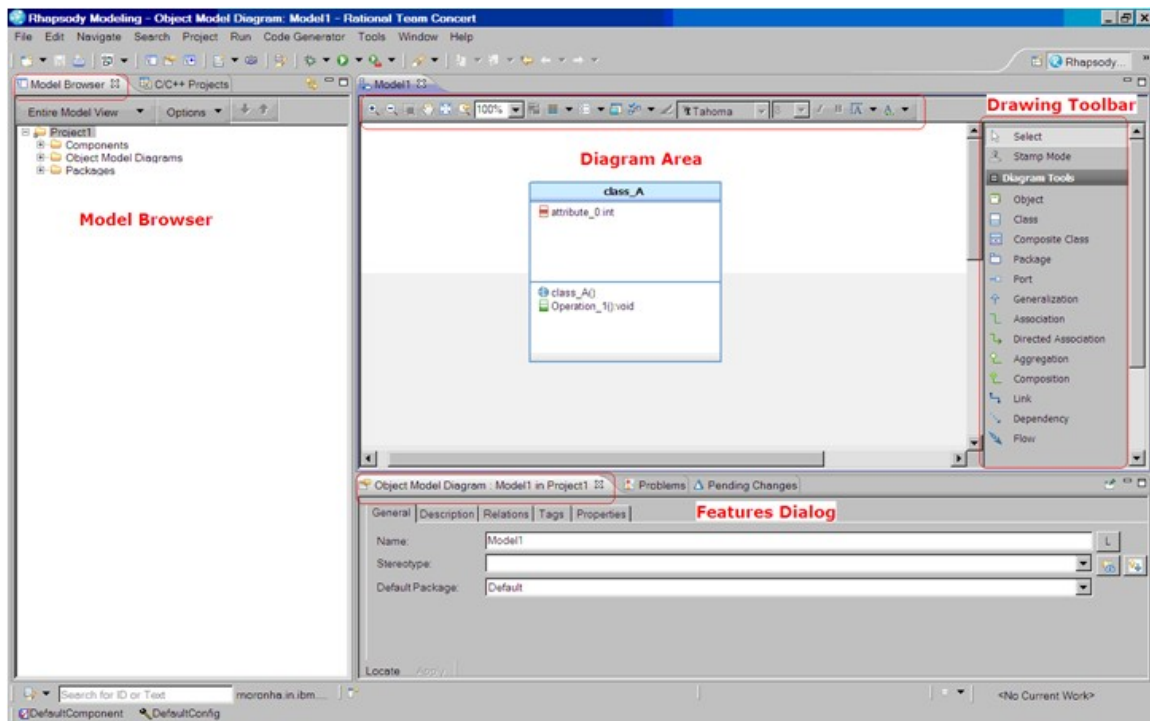 Rhapsody Modeling - Object Model Diagram: Model1 - Rational Team Concert
File Edit Navigate Search Project Run Code Generator Tools Window Help
Rhapsody...
Model Browser
C/C++ Projects
Model1
Entire Model View
Options
100%
Tahoma
8
Drawing Toolbar
Project1
Components
Object Model Diagrams
Packages
Model Browser
Diagram Area
class_A
attribute_0:int
class_A()
Operation_1():void
Select
Stamp Mode
Diagram Tools
Object
Class
Composite Class
Package
Port
Generalization
Association
Directed Association
Aggregation
Composition
Link
Dependency
Flow
Object Model Diagram : Model1 in Project1
Problems
Pending Changes
General Description Relations Tags Properties
Features Dialog
Name: Model1
L
Stereotype:
Default Package: Default
Locate Apply
Search for ID or Text
moronha.in.ibm....
<No Current Work>
DefaultComponent DefaultConfig